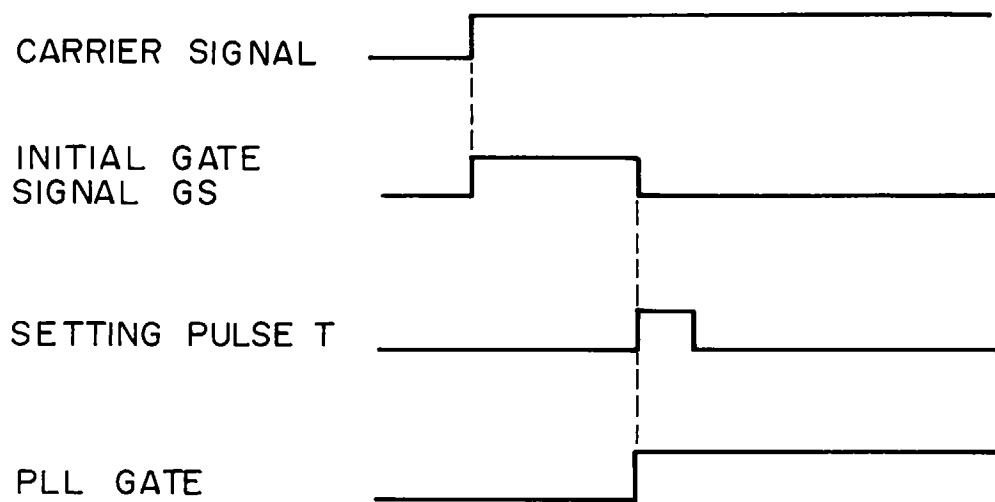 CARRIER SIGNAL
INITIAL GATE
SIGNAL GS
SETTING PULSE T
PLL GATE